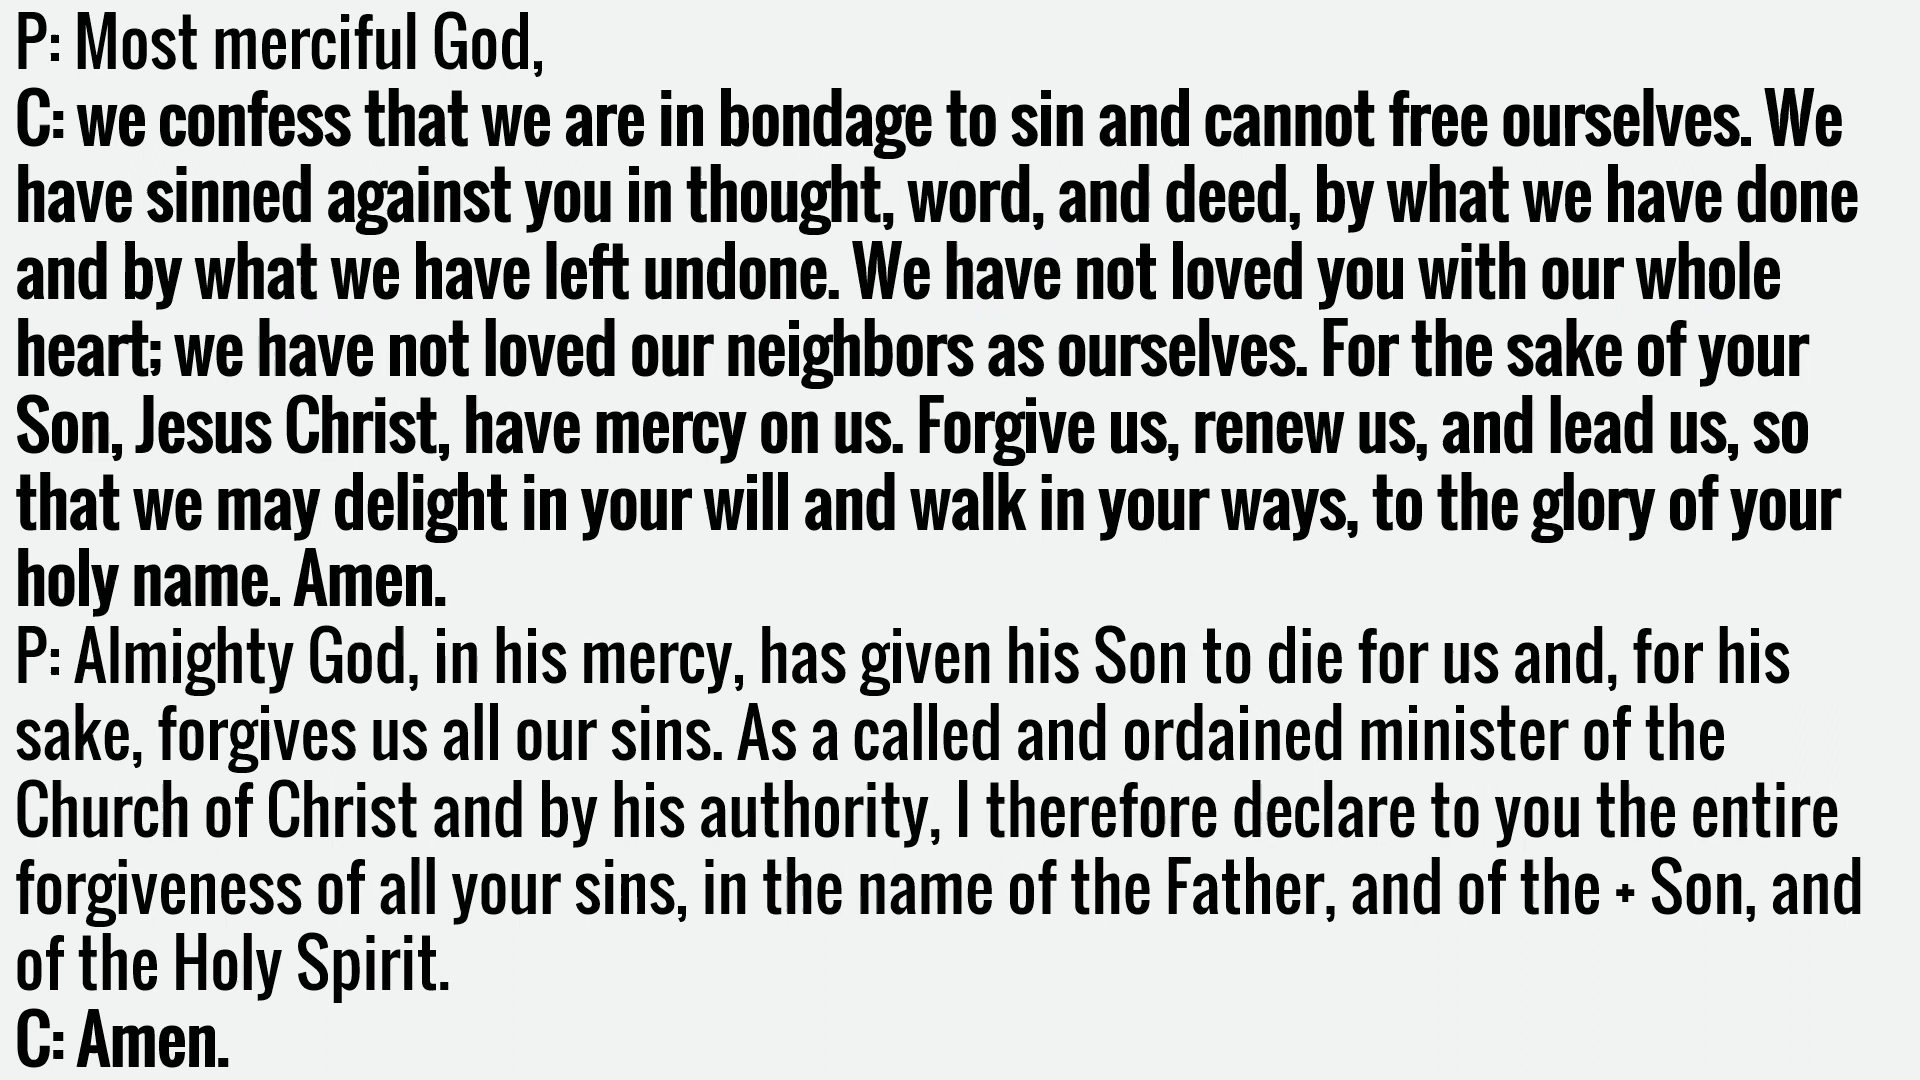 P: Most merciful God,
C: we confess that we are in bondage to sin and cannot free ourselves. We
have sinned against you in thought, word, and deed, by what we have done
and by what we have left undone. We have not loved you with our whole
heart; we have not loved our neighbors as ourselves. For the sake of your
Son, Jesus Christ, have mercy on us. Forgive us, renew us, and lead us, so
that we may delight in your will and walk in your ways, to the glory of your
holy name. Amen.
P: Almighty God, in his mercy, has given his Son to die for us and, for his
sake, forgives us all our sins. As a called and ordained minister of the
Church of Christ and by his authority, I therefore declare to you the entire
forgiveness of all your sins, in the name of the Father, and of the + Son, and
of the Holy Spirit.
C: Amen.